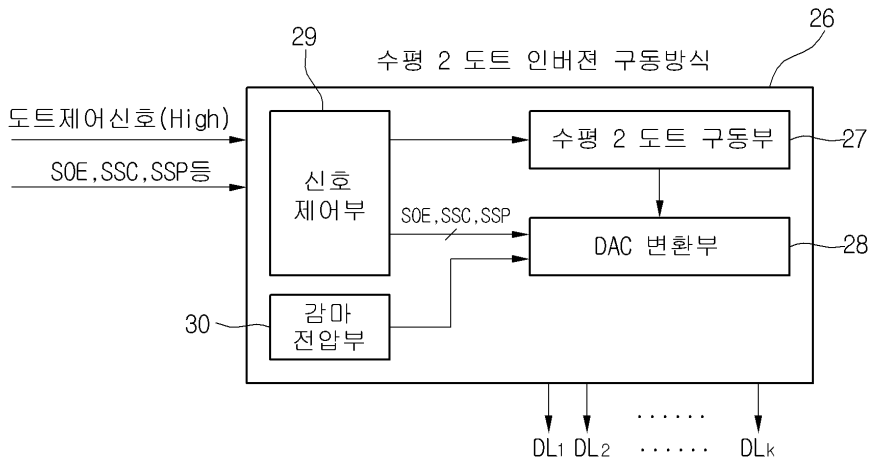 29
수평 2 도트 인버젼 구동방식
26
도트제어신호(High)
SOE,SSC,SSP등
신호
제어부
수평 2 도트 구동부
27
SOE,SSC,SSP
DAC 변환부
28
30
감마
전압부
DL1 DL2 ...... DLk
......